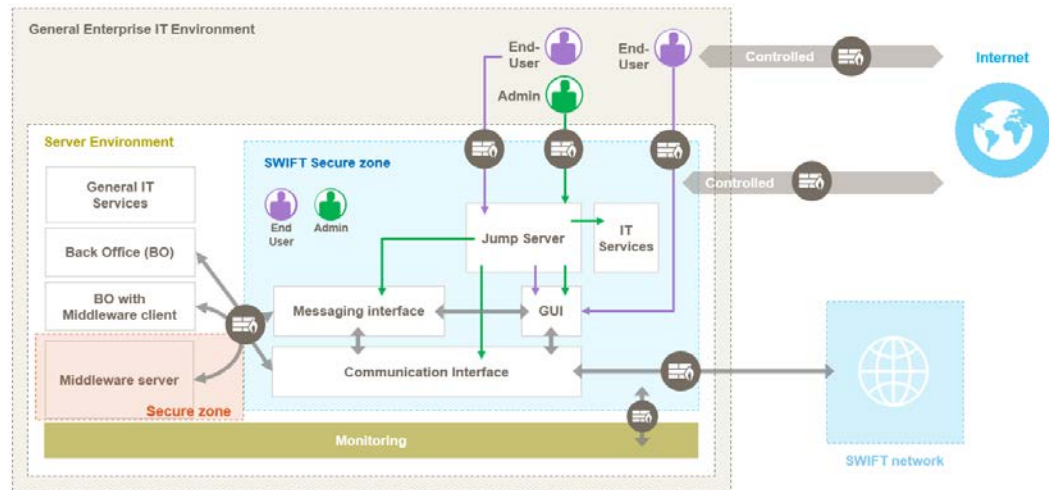 General Enterprise IT Environment
End-
User
End-
User
Controlled
Internet
Admin
Server Environment
SWIFT Secure zone
General IT
Services
Controlled
End
User
Admin
Jump Server
IT
Services
Back Office (BO)
BO with
Middleware client
Messaging interface
GUI
Middleware server
Communication Interface
Secure zone
Monitoring
SWIFT network